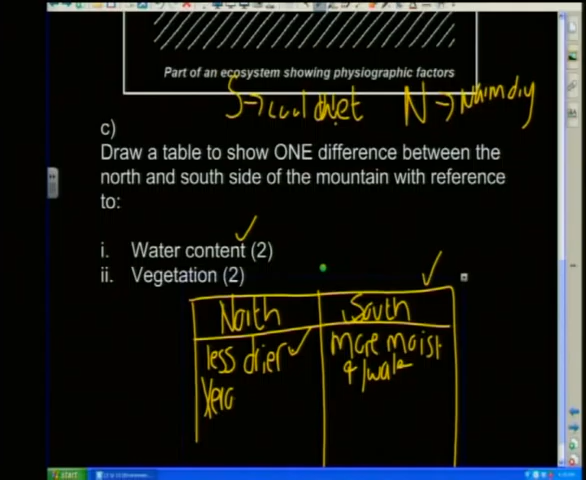 Part of an ecosystem showing physiographic factors
S → cool wet N → Warm dry
c)
Draw a table to show ONE difference between the
north and south side of the mountain with reference
to:
i. Water content (2)
ii. Vegetation (2)
North South
less drier more moist
Xero
start